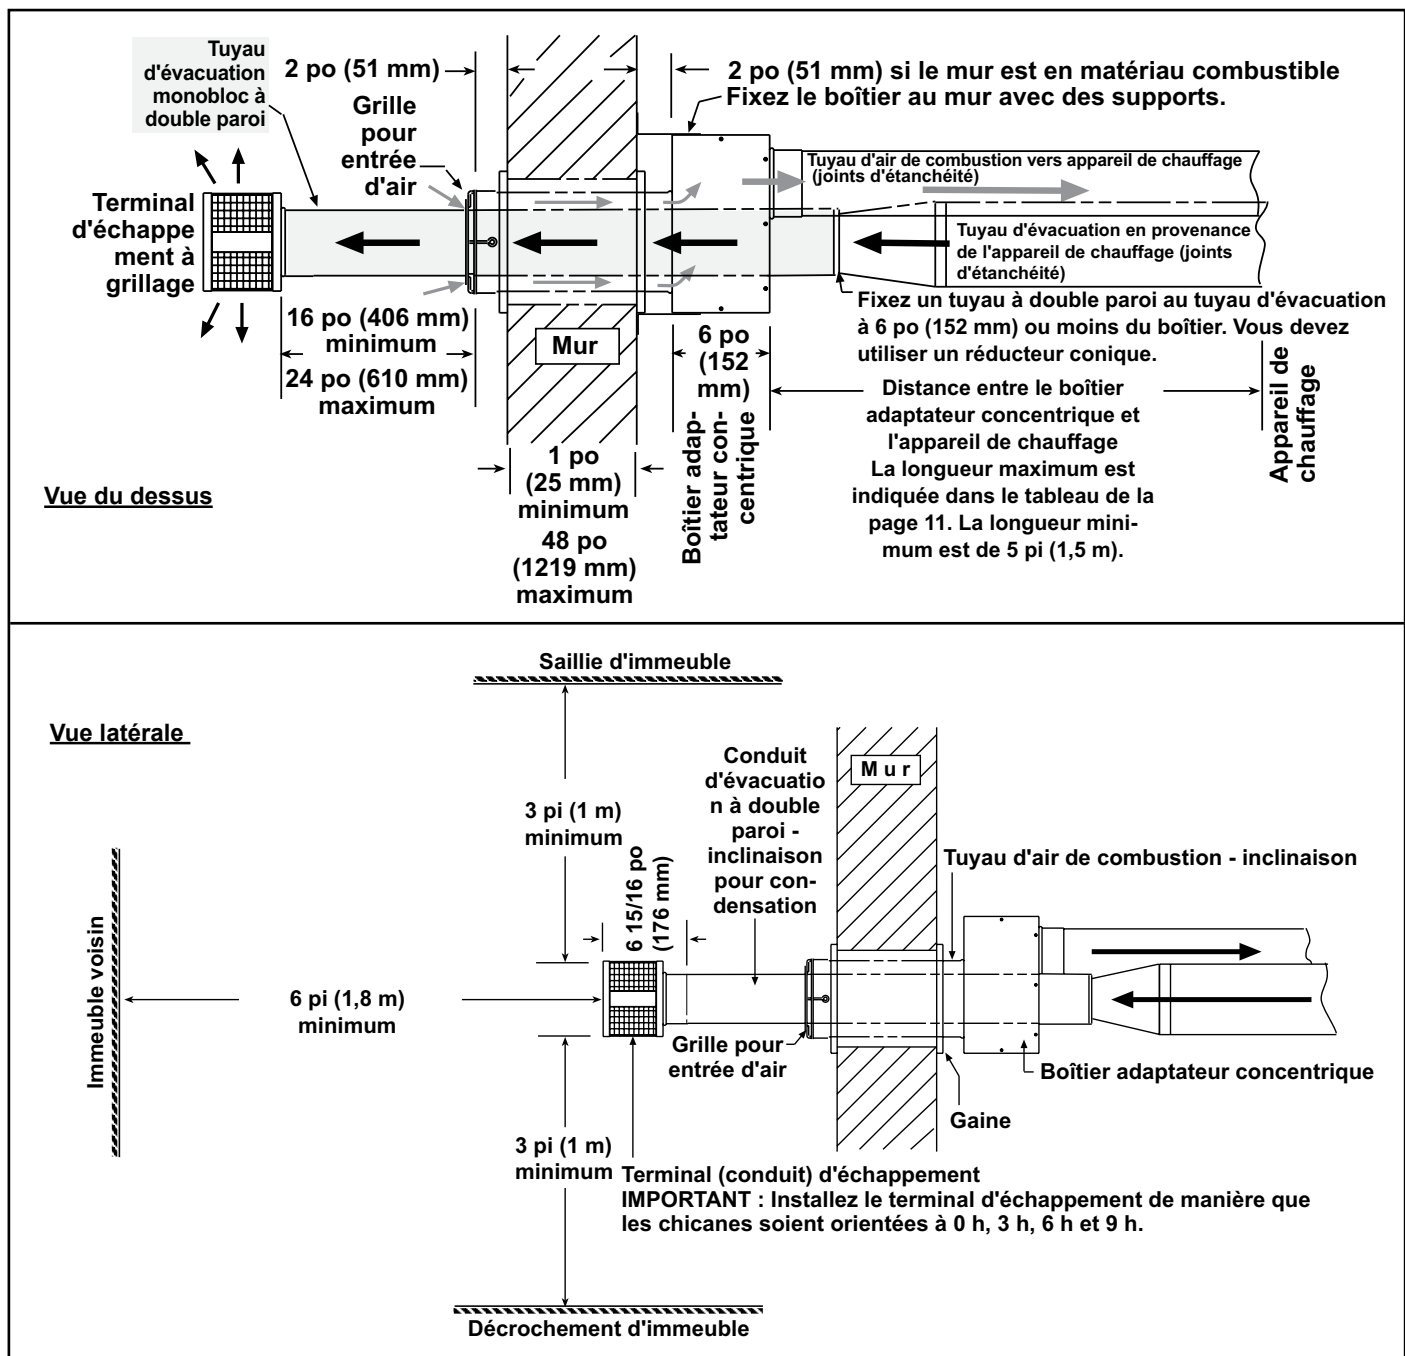 Tuyau
d'évacuation
monobloc à
double paroi
2 po (51 mm)
2 po (51 mm) si le mur est en matériau combustible
Fixez le boîtier au mur avec des supports.
Grille
pour
entrée
d'air
Terminal
d'échappe
ment à
grillage
Tuyau d'air de combustion vers appareil de chauffage
(joints d'étanchéité)
Tuyau d'évacuation en provenance
de l'appareil de chauffage (joints
d'étanchéité)
Fixez un tuyau à double paroi au tuyau d'évacuation
à 6 po (152 mm) ou moins du boîtier. Vous devez
utiliser un réducteur conique.
16 po (406 mm)
minimum
24 po (610 mm)
maximum
Mur
6 po
(152
mm)
Distance entre le boîtier
adaptateur concentrique et
l'appareil de chauffage
La longueur maximum est
indiquée dans le tableau de la
page 11. La longueur mini-
mum est de 5 pi (1,5 m).
Appareil de
chauffage
Boîtier adap-
tateur con-
centrique
1 po
(25 mm)
minimum
48 po
(1219 mm)
maximum
Vue du dessus
Saillie d'immeuble
Vue latérale
Conduit
d'évacuatio
n à double
paroi -
inclinaison
pour con-
densation
Mur
3 pi (1 m)
minimum
6 15/16 po
(176 mm)
Tuyau d'air de combustion - inclinaison
Immeuble voisin
6 pi (1,8 m)
minimum
Grille pour
entrée d'air
Boîtier adaptateur concentrique
Gaine
3 pi (1 m)
minimum
Terminal (conduit) d'échappement
IMPORTANT : Installez le terminal d'échappement de manière que
les chicanes soient orientées à 0 h, 3 h, 6 h et 9 h.
Décrochement d'immeuble